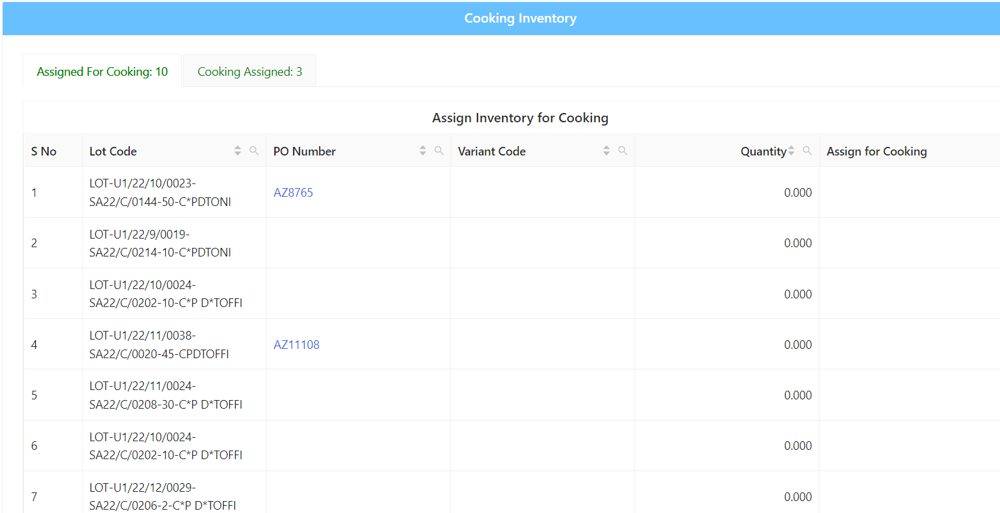 Cooking Inventory
Assigned For Cooking: 10
Cooking Assigned: 3
Assign Inventory for Cooking
S No
Lot Code
PO Number
Variant Code
Quantity
Assign for Cooking
1
LOT-U1/22/10/0023-
SA22/C/0144-50-C*PDTONI
AZ8765
0.000
2
LOT-U1/22/9/0019-
SA22/C/0214-10-C*PDTONI
0.000
3
LOT-U1/22/10/0024-
SA22/C/0202-10-C*P D*TOFFI
0.000
4
LOT-U1/22/11/0038-
SA22/C/0020-45-CPDTOFFI
AZ11108
0.000
5
LOT-U1/22/11/0024-
SA22/C/0208-30-C*P D*TOFFI
0.000
6
LOT-U1/22/10/0024-
SA22/C/0202-10-C*P D*TOFFI
0.000
7
LOT-U1/22/12/0029-
SA22/C/0206-2-C*P D*TOFFI
0.000